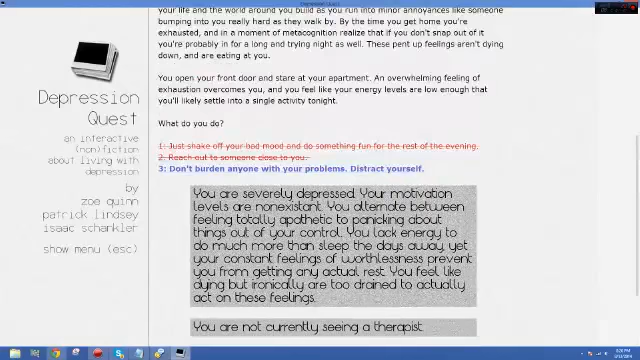 your life and the world around you build as you run into minor annoyances like someone
bumping into you really hard as they walk by. By the time you get home you're
exhausted, and in a moment of metacognition realize that if you don't snap out of it
you're probably in for a long and trying night as well. These pent up feelings aren't dying
down, and are eating at you.
You open your front door and stare at your apartment. An overwhelming feeling of
exhaustion overcomes you, and you feel like your energy levels are low enough that
you'll likely settle into a single activity tonight.
What do you do?
1: Just shake off your bad mood and do something fun for the rest of the evening.
2. Reach out to someone close to you.
3: Don't burden anyone with your problems. Distract yourself.
You are severely depressed. Your motivation
levels are nonexistant. You alternate between
feeling totally apathetic to panicking about
things out of your control. You lack energy to
do much more than sleep the days away, yet
your constant feelings of worthlessness prevent
you from getting any actual rest. You feel like
dying but ironically are too drained to actually
act on these feelings.
You are not currently seeing a therapist.
Depression
Quest
an interactive
(non)fiction
about living with
depression
by
zoe quinn
patrick lindsey
isaac schankler
show menu (esc)